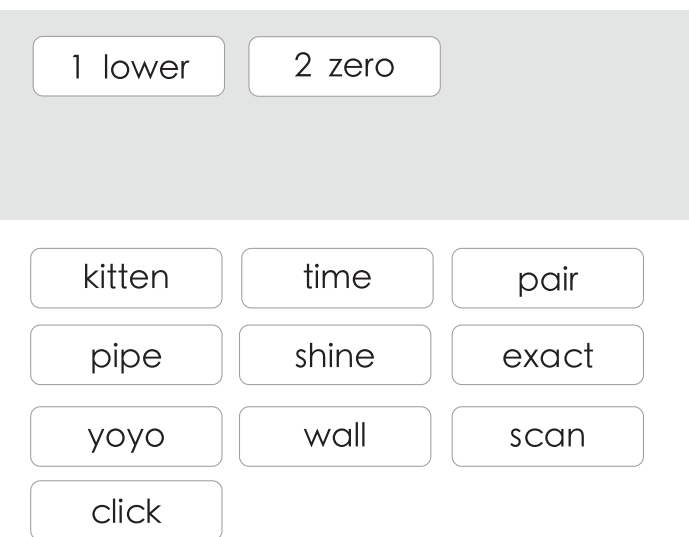 1 lower 2 zero
kitten time pair
pipe shine exact
yoyo wall scan
click